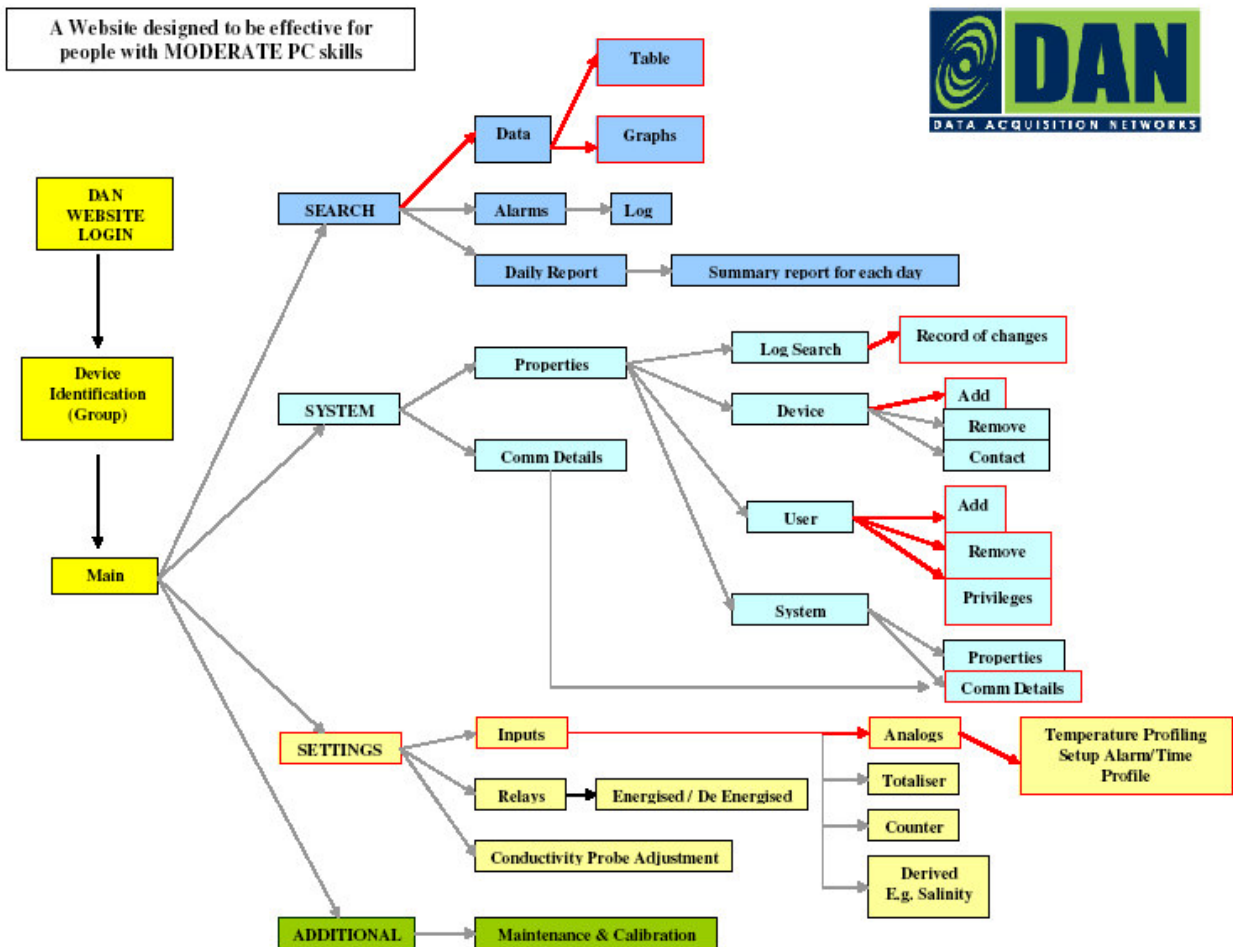 A Website designed to be effective for
people with MODERATE PC skills
DAN
DATA ACQUISITION NETWORKS
DAN
WEBSITE
LOGIN
Device
Identification
(Group)
Main
SEARCH
Data
Table
Graphs
Alarms
Log
Daily Report
Summary report for each day
SYSTEM
Properties
Log Search
Record of changes
Device
Add
Remove
Contact
User
Add
Remove
Privileges
System
Properties
Comm Details
Comm Details
SETTINGS
Inputs
Analogs
Temperature Profiling
Setup Alarm/Time
Profile
Totaliser
Counter
Derived
E.g. Salinity
Relays
Energised / De Energised
Conductivity Probe Adjustment
ADDITIONAL
Maintenance & Calibration